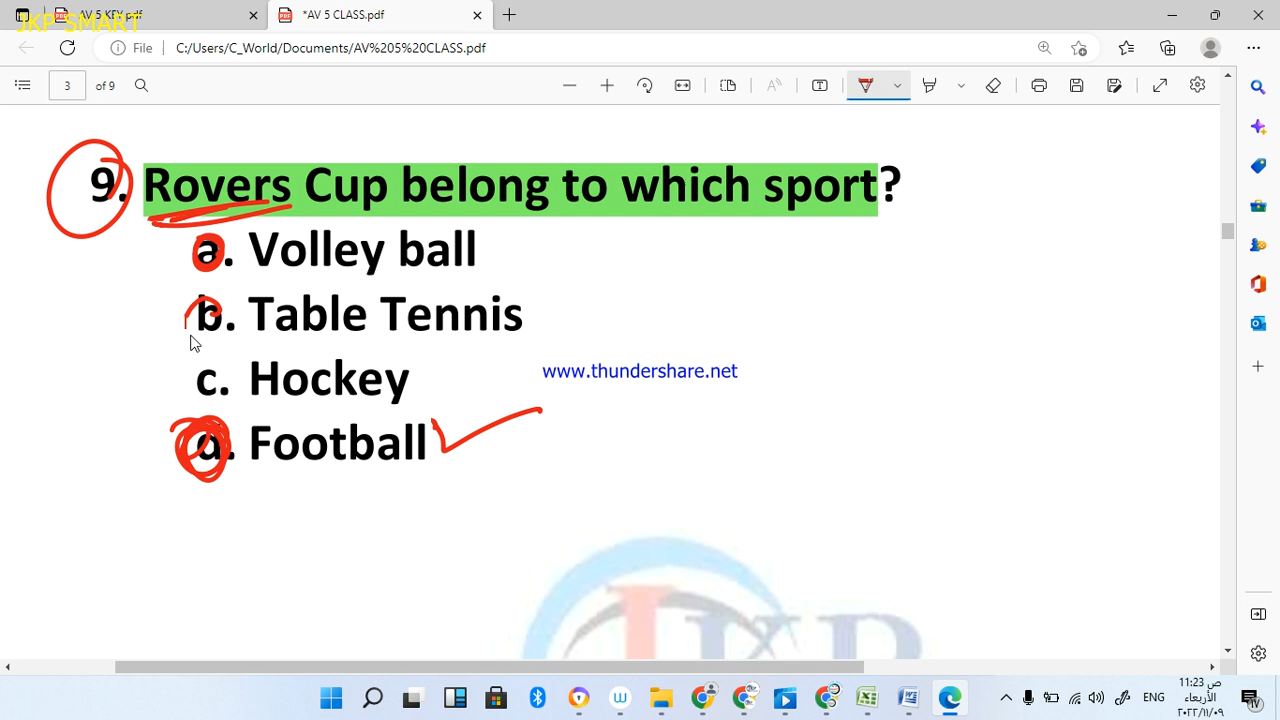 JKP SMART
AV 5 KEY.pdf
*AV 5 CLASS.pdf
File C:/Users/C_World/Documents/AV%205%20CLASS.pdf
3 of 9
9. Rovers Cup belong to which sport?
a. Volley ball
b. Table Tennis
c. Hockey
www.thundershare.net
d. Football
JKP
ENG
11:23 ص
الأربعاء
٢٠٢٢/١١/٠٩